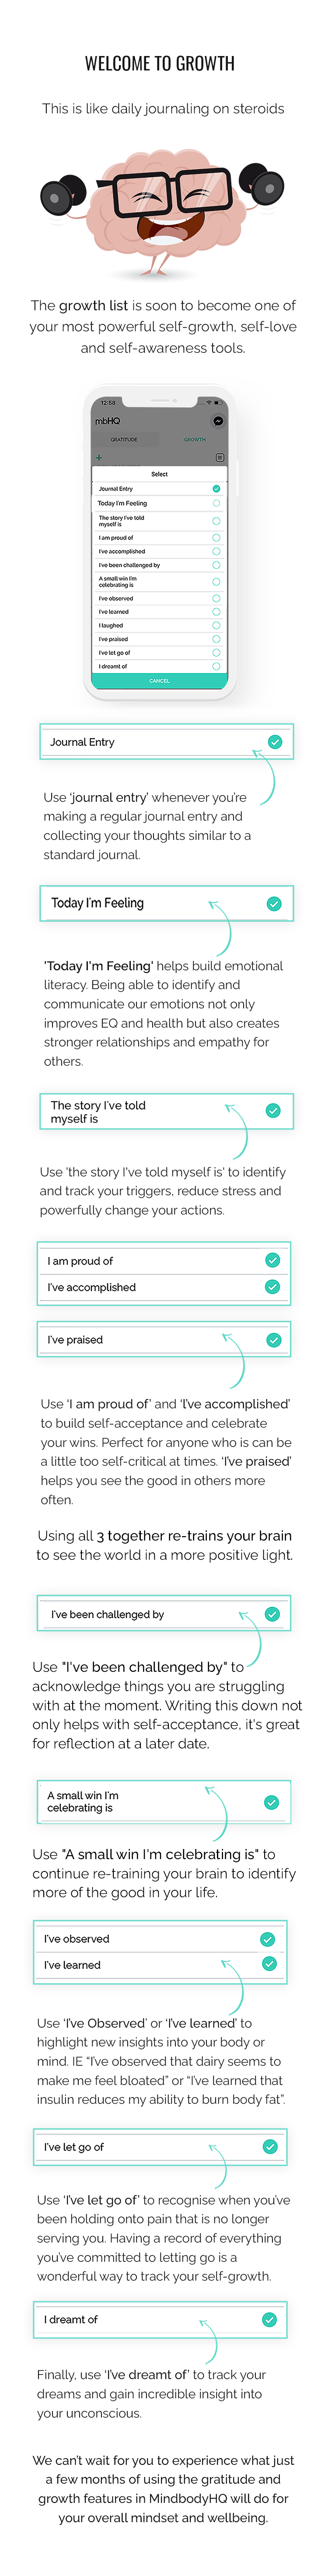 WELCOME TO GROWTH
This is like daily journaling on steroids
The growth list is soon to become one of
your most powerful self-growth, self-love
and self-awareness tools.
12:58
mbHQ
GRATITUDE
GROWTH
Select
Journal Entry
Today I'm Feeling
The story I've told
myself is
I am proud of
I've accomplished
I've been challenged by
A small win I'm
celebrating is
I've observed
I've learned
I laughed
I've praised
I've let go of
I dreamt of
CANCEL
Journal Entry
Use 'journal entry' whenever you're
making a regular journal entry and
collecting your thoughts similar to a
standard journal.
Today I'm Feeling
'Today I'm Feeling' helps build emotional
literacy. Being able to identify and
communicate our emotions not only
improves EQ and health but also creates
stronger relationships and empathy for
others.
The story I've told
myself is
Use 'the story I've told myself is' to identify
and track your triggers, reduce stress and
powerfully change your actions.
I am proud of
I've accomplished
I've praised
Use 'I am proud of' and 'I've accomplished'
to build self-acceptance and celebrate
your wins. Perfect for anyone who is can be
a little too self-critical at times. 'I've praised'
helps you see the good in others more
often.
Using all 3 together re-trains your brain
to see the world in a more positive light.
I've been challenged by
Use "I've been challenged by" to
acknowledge things you are struggling
with at the moment. Writing this down not
only helps with self-acceptance, it's great
for reflection at a later date.
A small win I'm
celebrating is
Use "A small win I'm celebrating is" to
continue re-training your brain to identify
more of the good in your life.
I've observed
I've learned
Use 'I've Observed' or 'I've learned' to
highlight new insights into your body or
mind. IE "I've observed that dairy seems to
make me feel bloated" or "I've learned that
insulin reduces my ability to burn body fat".
I've let go of
Use 'I've let go of' to recognise when you've
been holding onto pain that is no longer
serving you. Having a record of everything
you've committed to letting go is a
wonderful way to track your self-growth.
I dreamt of
Finally, use 'I've dreamt of' to track your
dreams and gain incredible insight into
your unconscious.
We can't wait for you to experience what just
a few months of using the gratitude and
growth features in MindbodyHQ will do for
your overall mindset and wellbeing.